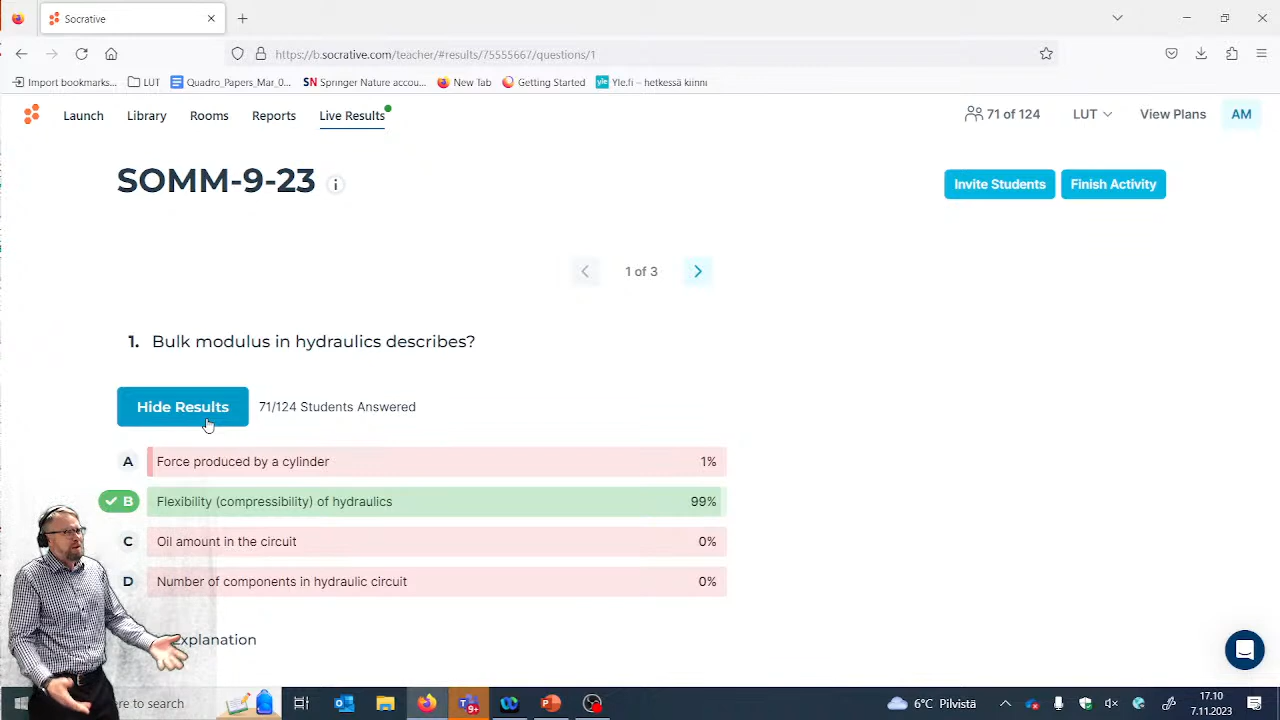 Socrative
https://b.socrative.com/teacher/#results/75555667/questions/1
Import bookmarks... LUT Quadro_Papers_Mar_0... SN Springer Nature accou... New Tab Getting Started yle Yle.fi – hetkessä kiinni
Launch Library Rooms Reports Live Results 71 of 124 LUT View Plans AM
SOMM-9-23 i Invite Students Finish Activity
1 of 3
1. Bulk modulus in hydraulics describes?
Hide Results 71/124 Students Answered
A Force produced by a cylinder 1%
B Flexibility (compressibility) of hydraulics 99%
C Oil amount in the circuit 0%
D Number of components in hydraulic circuit 0%
Explanation
re to search 6°C Pilvistä 17.10
7.11.2023